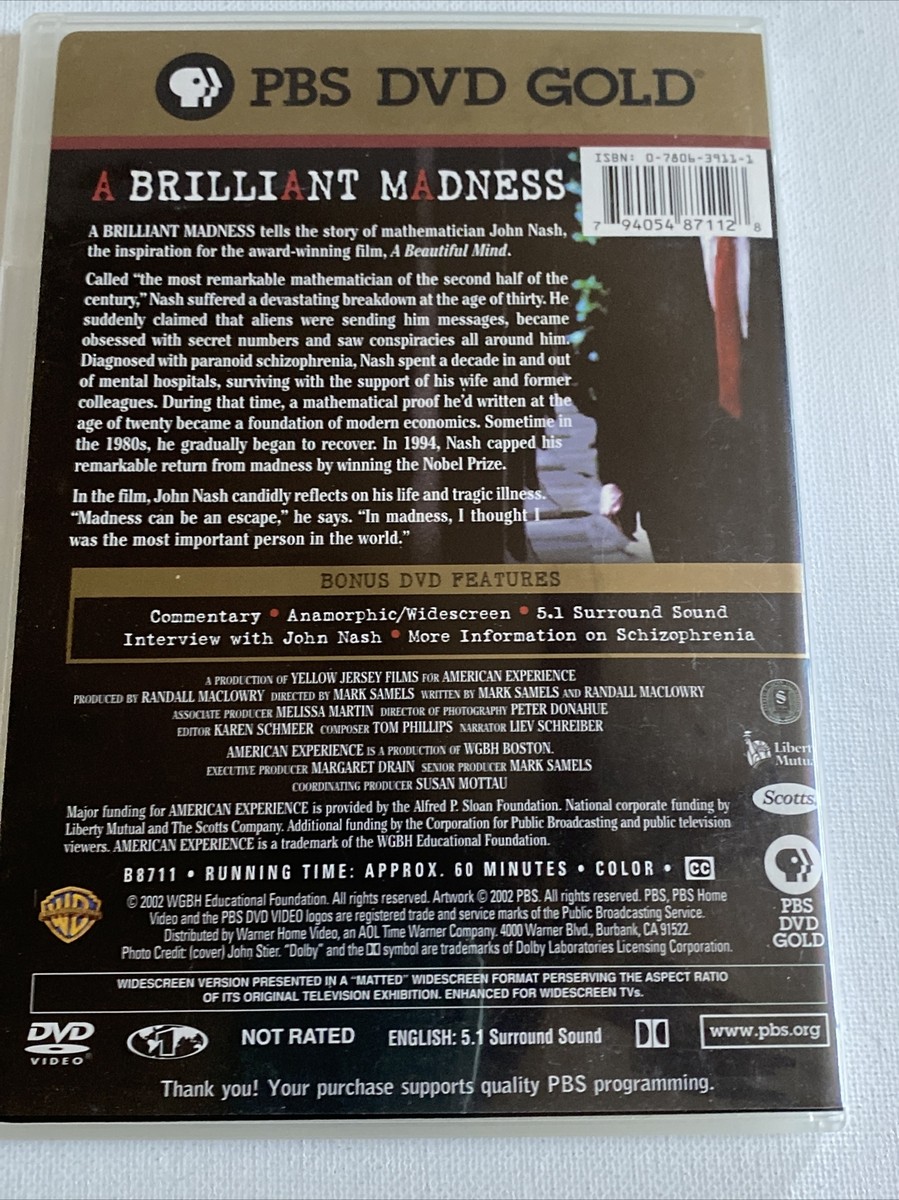 PBS DVD GOLD®
ISBN: 0-7806-3911-1
7 94054 87112 8
A BRILLIANT MADNESS
A BRILLIANT MADNESS tells the story of mathematician John Nash,
the inspiration for the award-winning film, A Beautiful Mind.
Called “the most remarkable mathematician of the second half of the
century,” Nash suffered a devastating breakdown at the age of thirty. He
suddenly claimed that aliens were sending him messages, became
obsessed with secret numbers and saw conspiracies all around him.
Diagnosed with paranoid schizophrenia, Nash spent a decade in and out
of mental hospitals, surviving with the support of his wife and former
colleagues. During that time, a mathematical proof he’d written at the
age of twenty became a foundation of modern economics. Sometime in
the 1980s, he gradually began to recover. In 1994, Nash capped his
remarkable return from madness by winning the Nobel Prize.
In the film, John Nash candidly reflects on his life and tragic illness.
“Madness can be an escape,” he says. “In madness, I thought I
was the most important person in the world.”
BONUS DVD FEATURES
Commentary • Anamorphic/Widescreen • 5.1 Surround Sound
Interview with John Nash • More Information on Schizophrenia
A PRODUCTION OF YELLOW JERSEY FILMS FOR AMERICAN EXPERIENCE
PRODUCED BY RANDALL MACLOWRY DIRECTED BY MARK SAMELS WRITTEN BY MARK SAMELS AND RANDALL MACLOWRY
ASSOCIATE PRODUCER MELISSA MARTIN DIRECTOR OF PHOTOGRAPHY PETER DONAHUE
EDITOR KAREN SCHMEER COMPOSER TOM PHILLIPS NARRATOR LIEV SCHREIBER
AMERICAN EXPERIENCE IS A PRODUCTION OF WGBH BOSTON.
EXECUTIVE PRODUCER MARGARET DRAIN SENIOR PRODUCER MARK SAMELS
COORDINATING PRODUCER SUSAN MOTTAU
S
Liberty
Mutu
Scotts
Major funding for AMERICAN EXPERIENCE is provided by the Alfred P. Sloan Foundation. National corporate funding by
Liberty Mutual and The Scotts Company. Additional funding by the Corporation for Public Broadcasting and public television
viewers. AMERICAN EXPERIENCE is a trademark of the WGBH Educational Foundation.
B8711 • RUNNING TIME: APPROX. 60 MINUTES • COLOR • CC
WB
© 2002 WGBH Educational Foundation. All rights reserved. Artwork © 2002 PBS. All rights reserved. PBS, PBS Home
Video and the PBS DVD VIDEO logos are registered trade and service marks of the Public Broadcasting Service.
Distributed by Warner Home Video, an AOL Time Warner Company. 4000 Warner Blvd., Burbank, CA 91522.
Photo Credit: (cover) John Stier. “Dolby” and the DD symbol are trademarks of Dolby Laboratories Licensing Corporation.
PBS
DVD
GOLD
WIDESCREEN VERSION PRESENTED IN A “MATTED” WIDESCREEN FORMAT PERSERVING THE ASPECT RATIO
OF ITS ORIGINAL TELEVISION EXHIBITION. ENHANCED FOR WIDESCREEN TVs.
DVD
VIDEO®
1
NOT RATED
ENGLISH: 5.1 Surround Sound
www.pbs.org
Thank you! Your purchase supports quality PBS programming.